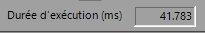 Durée d'exécution (ms) 41.783